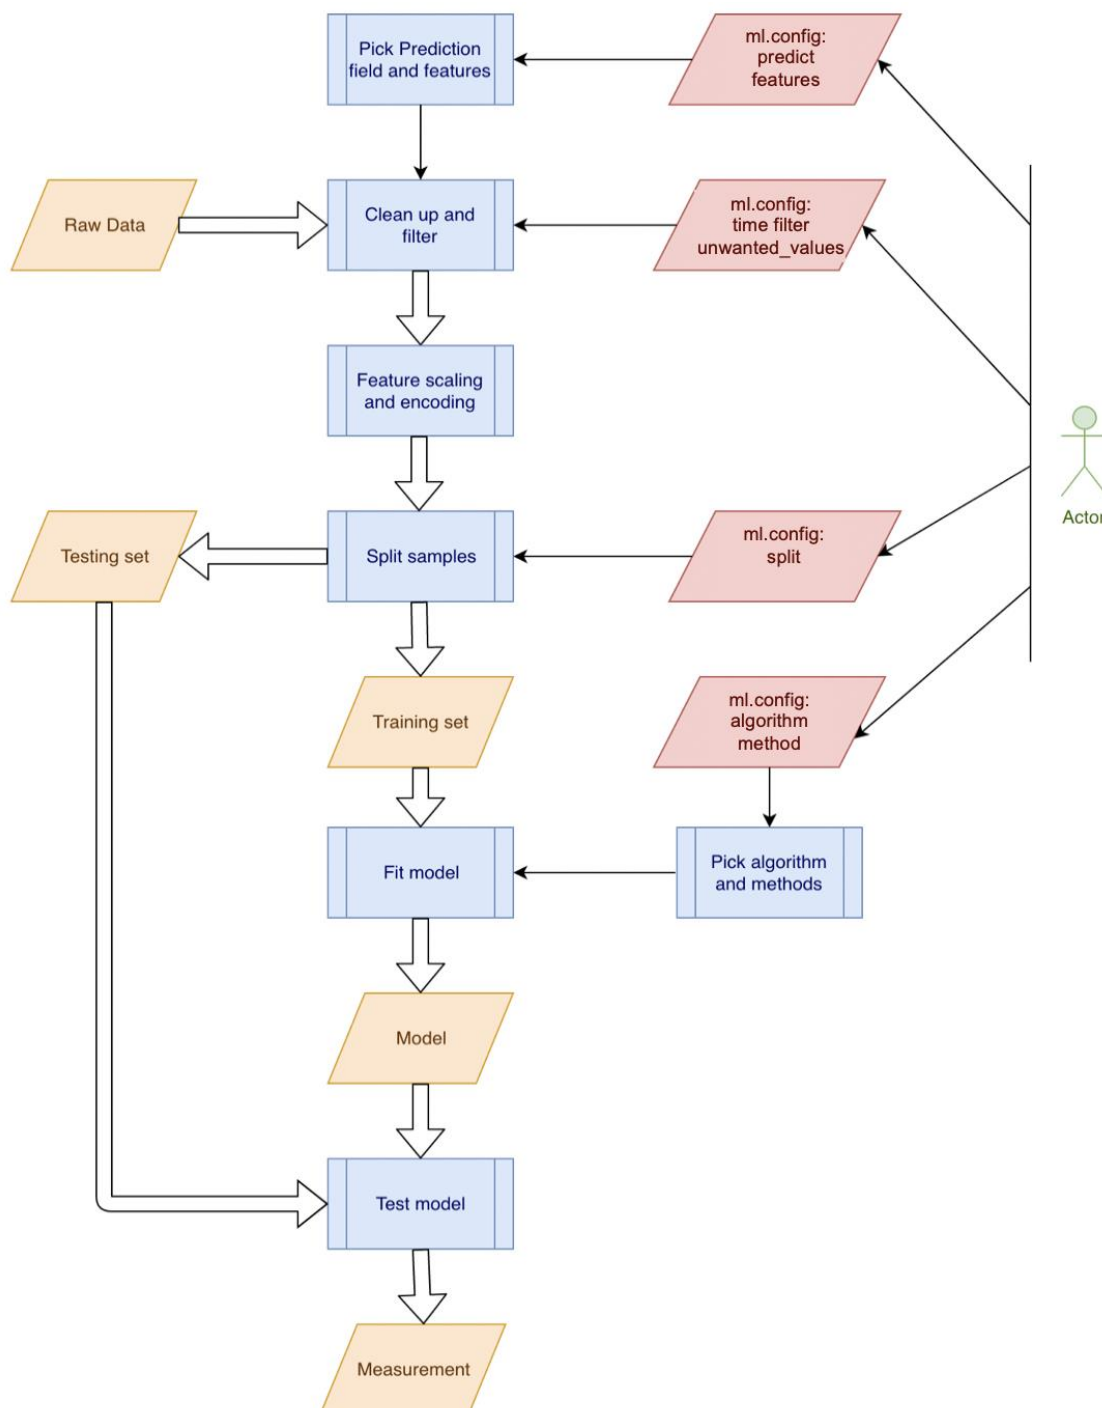 Pick Prediction
field and features
ml.config:
predict
features
Raw Data
Clean up and
filter
ml.config:
time filter
unwanted_values
Feature scaling
and encoding
Actor
Testing set
Split samples
ml.config:
split
Training set
ml.config:
algorithm
method
Fit model
Pick algorithm
and methods
Model
Test model
Measurement